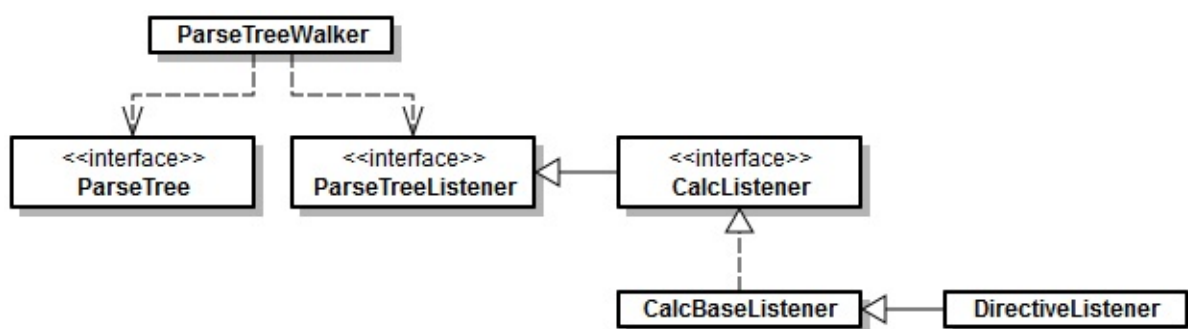 ParseTreeWalker
<<interface>>
ParseTree
<<interface>>
ParseTreeListener
<<interface>>
CalcListener
CalcBaseListener
DirectiveListener